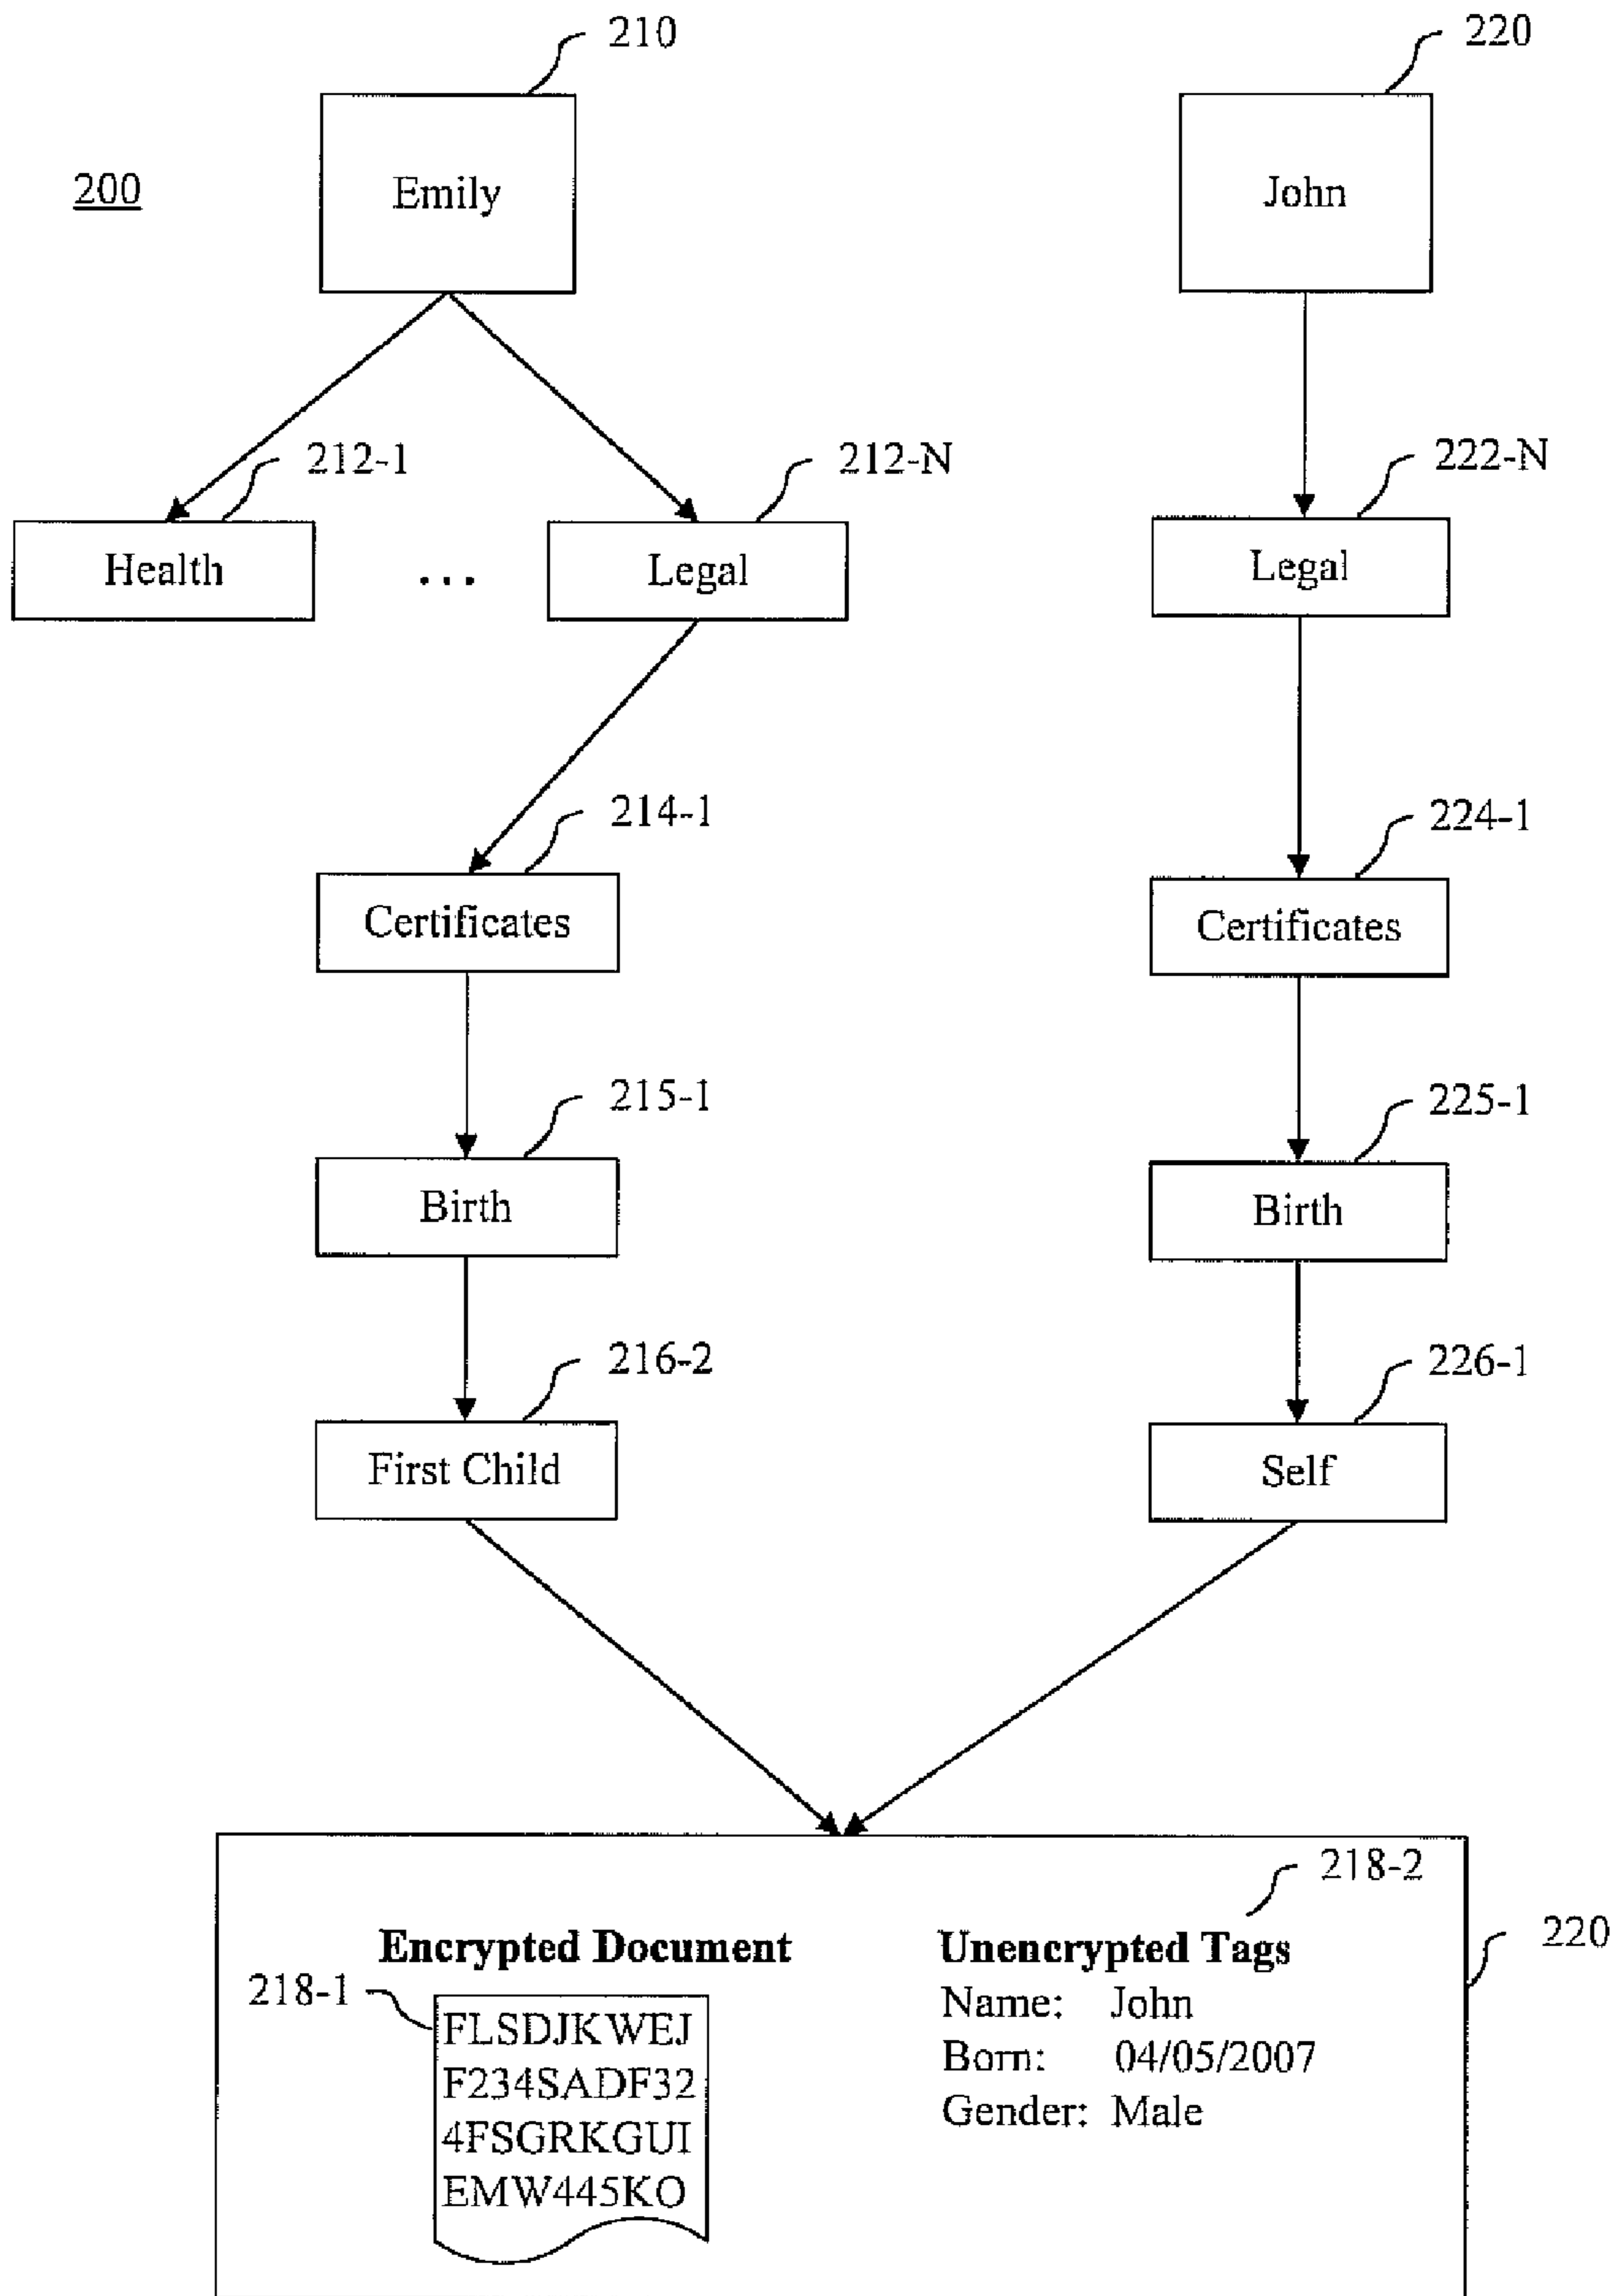 210
220
200
Emily
John
212-1
212-N
222-N
Health
...
Legal
Legal
214-1
224-1
Certificates
Certificates
215-1
225-1
Birth
Birth
216-2
226-1
First Child
Self
218-2
220
Encrypted Document
218-1
FLSDJKWEJ
F234SADF32
4FSGRKGUI
EMW445KO
Unencrypted Tags
Name: John
Born: 04/05/2007
Gender: Male